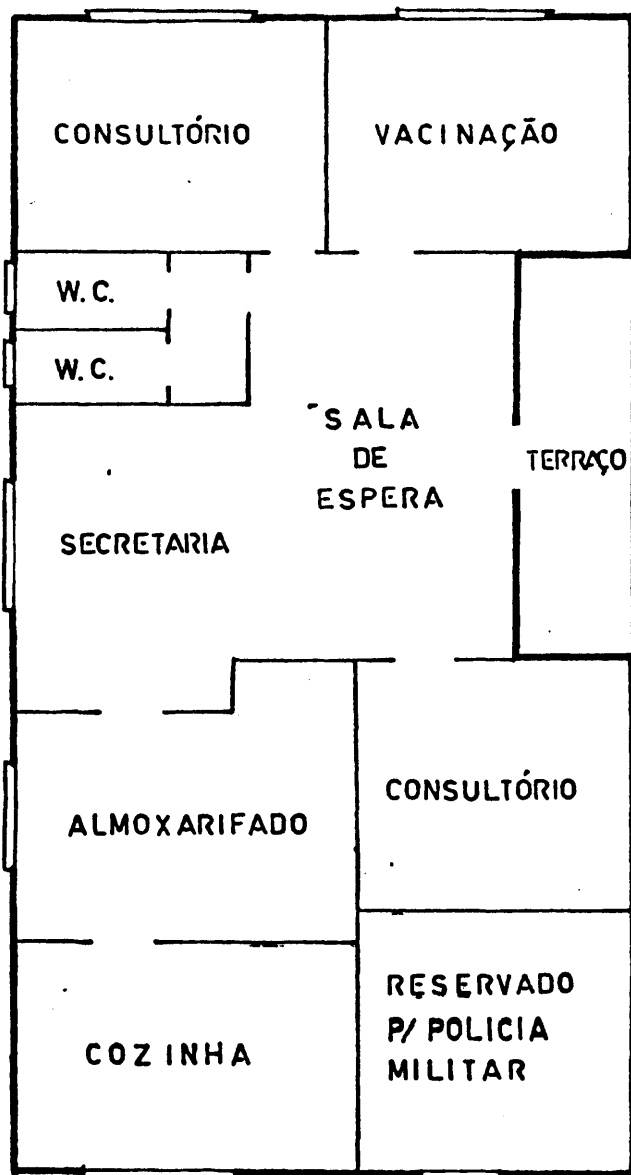 CONSULTÓRIO
VACINAÇÃO
W.C.
W.C.
SALA
DE
ESPERA
TERRAÇO
SECRETARIA
CONSULTÓRIO
ALMOXARIFADO
RESERVADO
P/ POLICIA
MILITAR
COZINHA